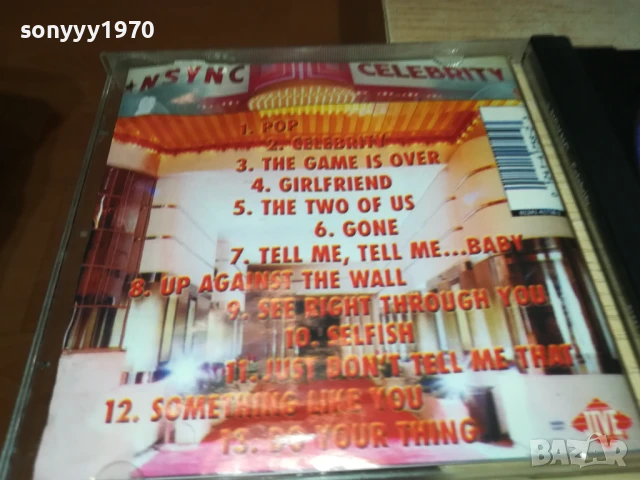 sonyyy1970
*NSYNC CELEBRITY
1. POP
2. CELEBRITY
3. THE GAME IS OVER
4. GIRLFRIEND
5. THE TWO OF US
6. GONE
7. TELL ME, TELL ME...BABY
8. UP AGAINST THE WALL
9. SEE RIGHT THROUGH YOU
10. SELFISH
11. JUST DON'T TELL ME THAT
12. SOMETHING LIKE YOU
13. DO YOUR THING
JIVE
BAZAR